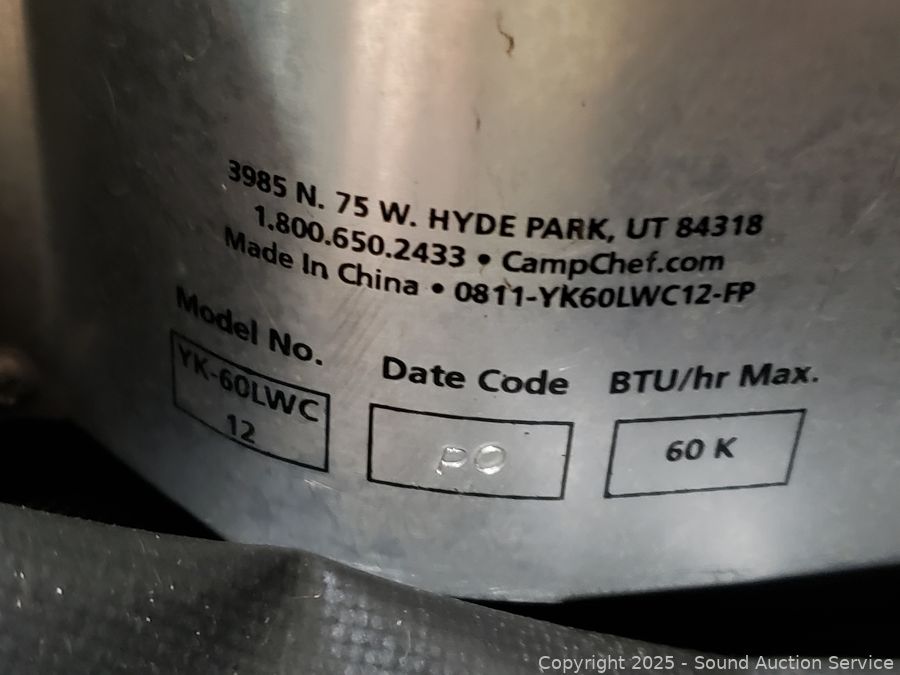 3985 N. 75 W. HYDE PARK, UT 84318
1.800.650.2433 • CampChef.com
Made In China • 0811-YK60LWC12-FP
Model No.
Date Code
BTU/hr Max.
YK-60LWC
12
PO
60 K
Copyright 2025 - Sound Auction Service